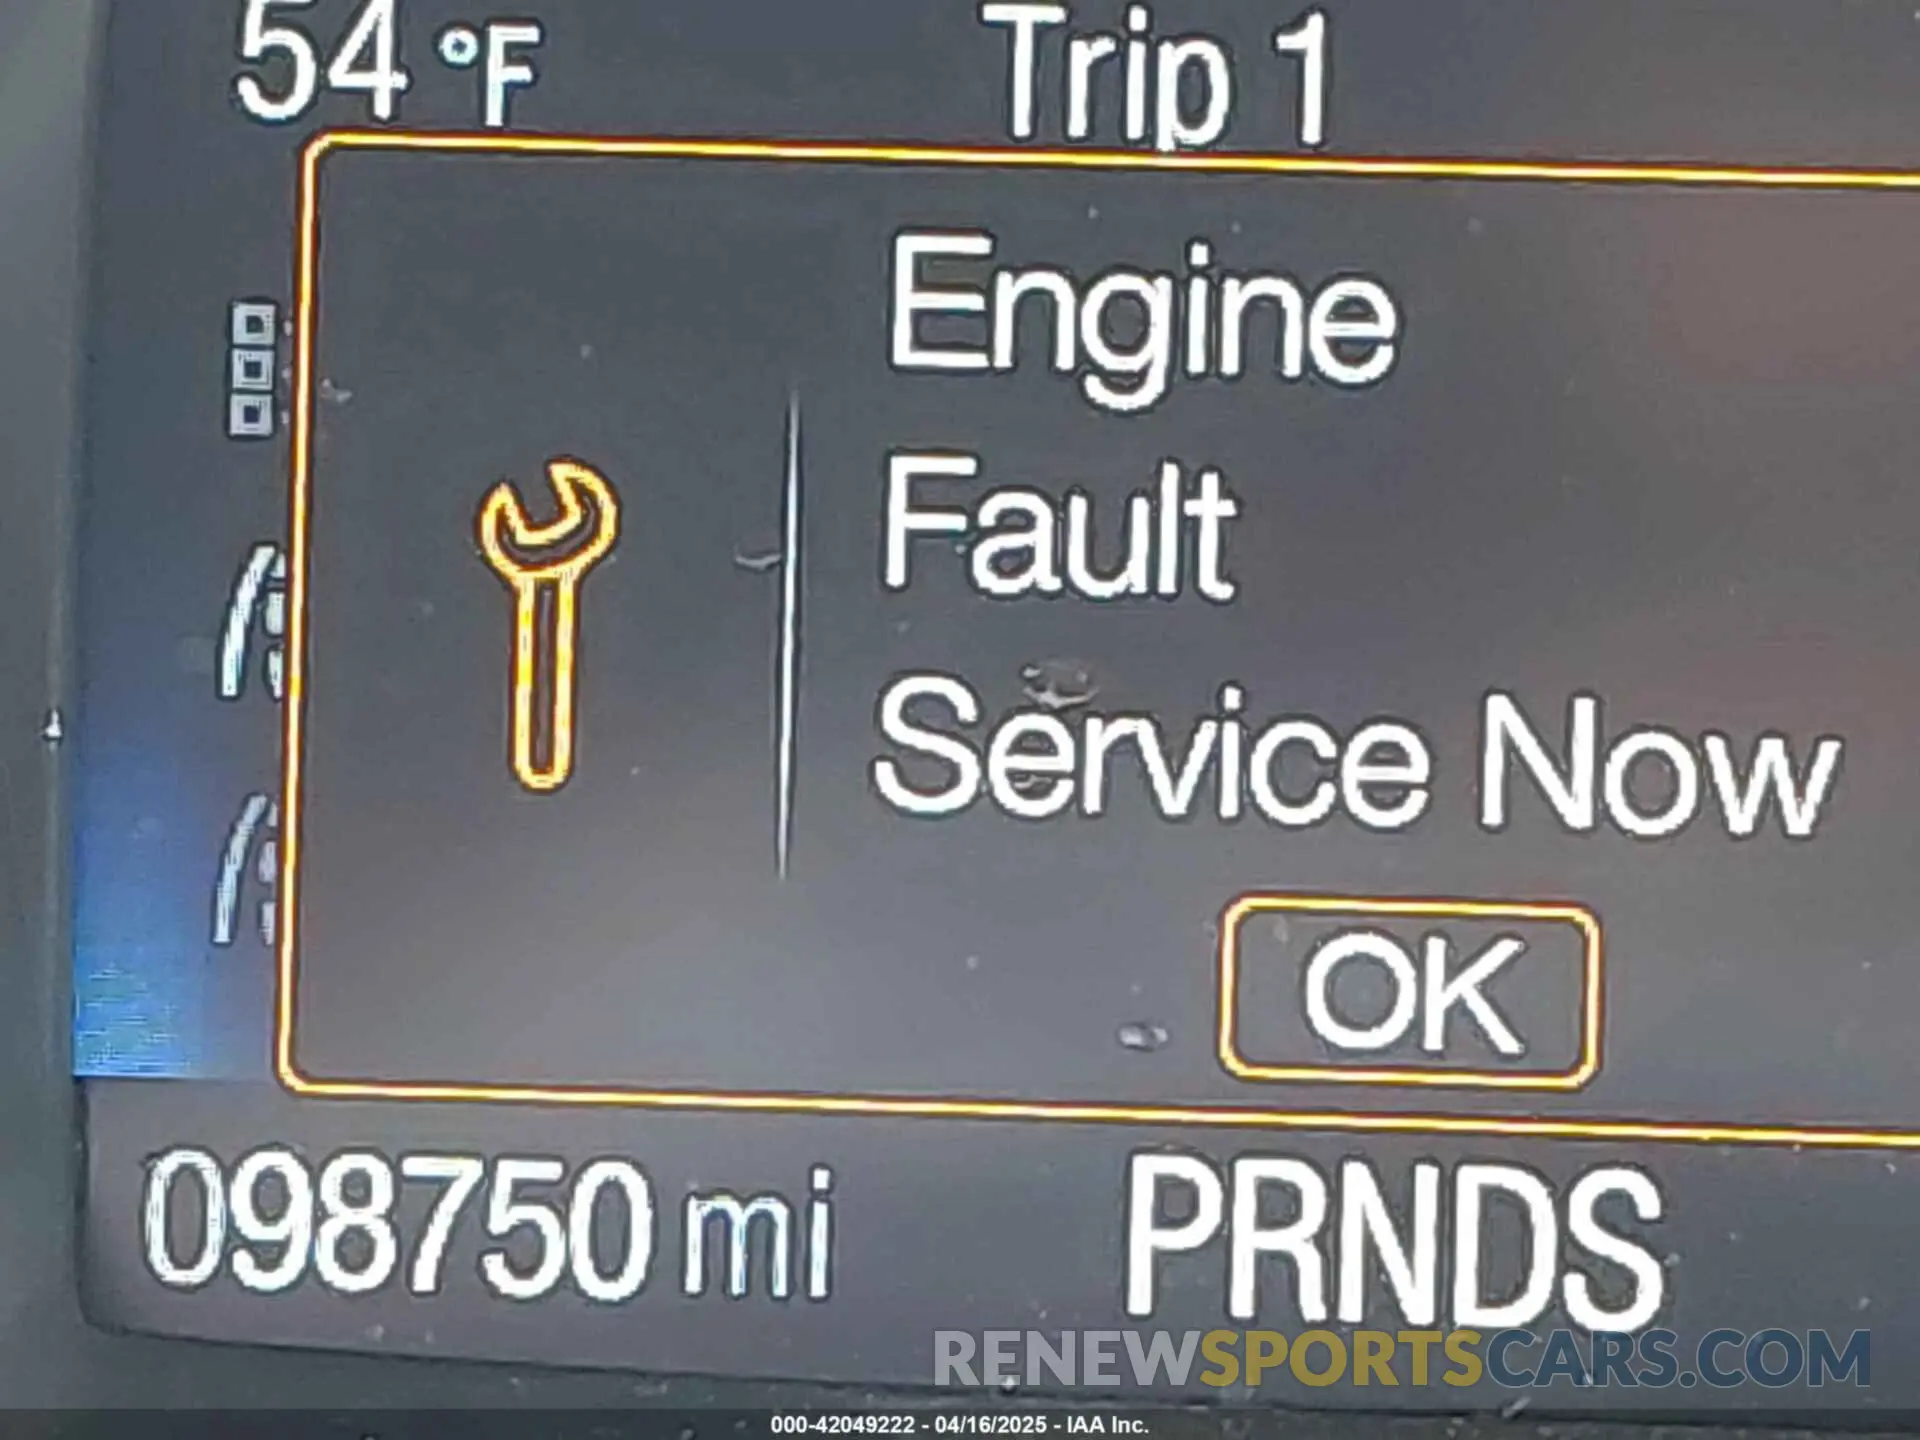 54 °F Trip 1
Engine
Fault
Service Now
OK
098750 mi PRNDS
RENEWSPORTSCARS.COM
000-42049222 - 04/16/2025 - IAA Inc.